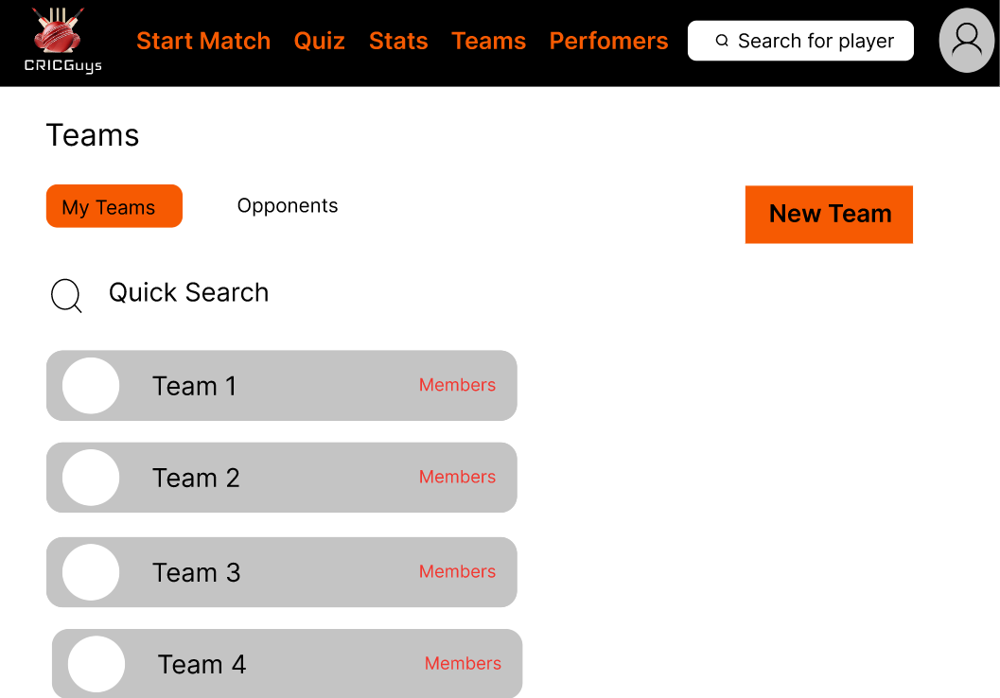 CRICGuys
Start Match Quiz Stats Teams Perfomers Search for player
Teams
My Teams Opponents New Team
Quick Search
Team 1 Members
Team 2 Members
Team 3 Members
Team 4 Members